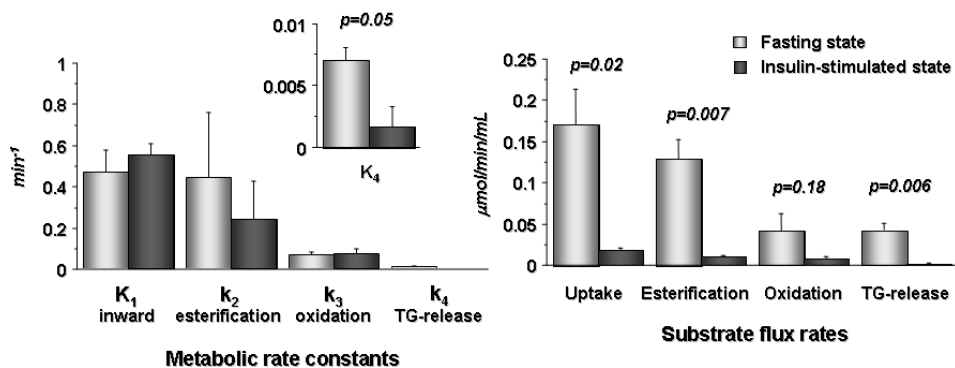 p=0.05
0.01
0.005
0
K4
min-1
1
0.8
0.6
0.4
0.2
0
K1 k2 k3 k4
inward esterification oxidation TG-release
Metabolic rate constants
Fasting state
Insulin-stimulated state
µmol/min/mL
0.25
0.2
0.15
0.1
0.05
0
p=0.02
p=0.007
p=0.18
p=0.006
Uptake Esterification Oxidation TG-release
Substrate flux rates